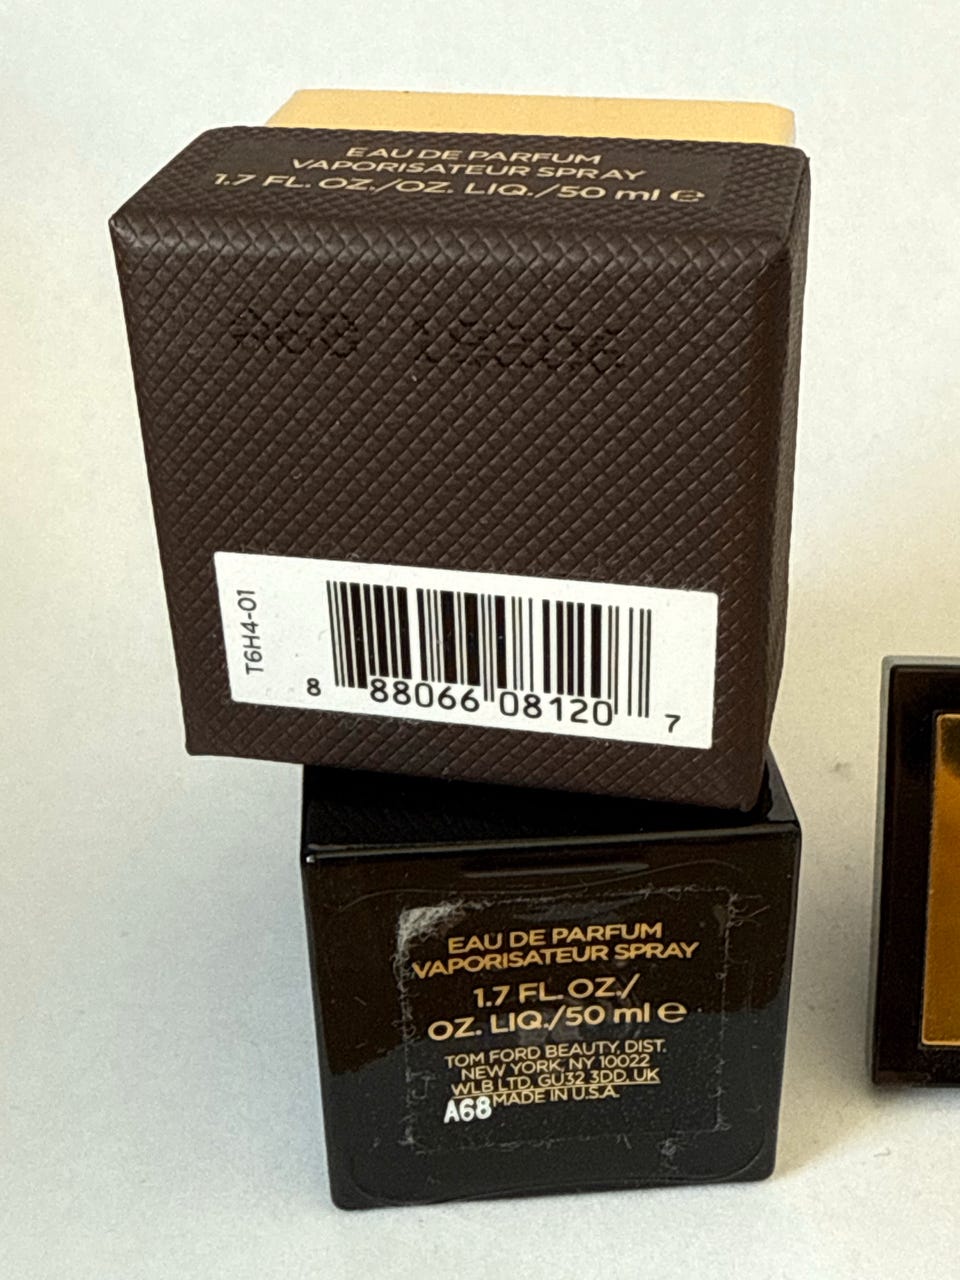 EAU DE PARFUM
VAPORISATEUR SPRAY
1.7 FL. OZ./OZ. LIQ./50 ml ℮
T6H4-01
8 88066 08120 7
EAU DE PARFUM
VAPORISATEUR SPRAY
1.7 FL. OZ./
OZ. LIQ./50 ml ℮
TOM FORD BEAUTY, DIST.
NEW YORK, NY 10022
WLB LTD, GU32 3DD, UK
A68 MADE IN U.S.A.